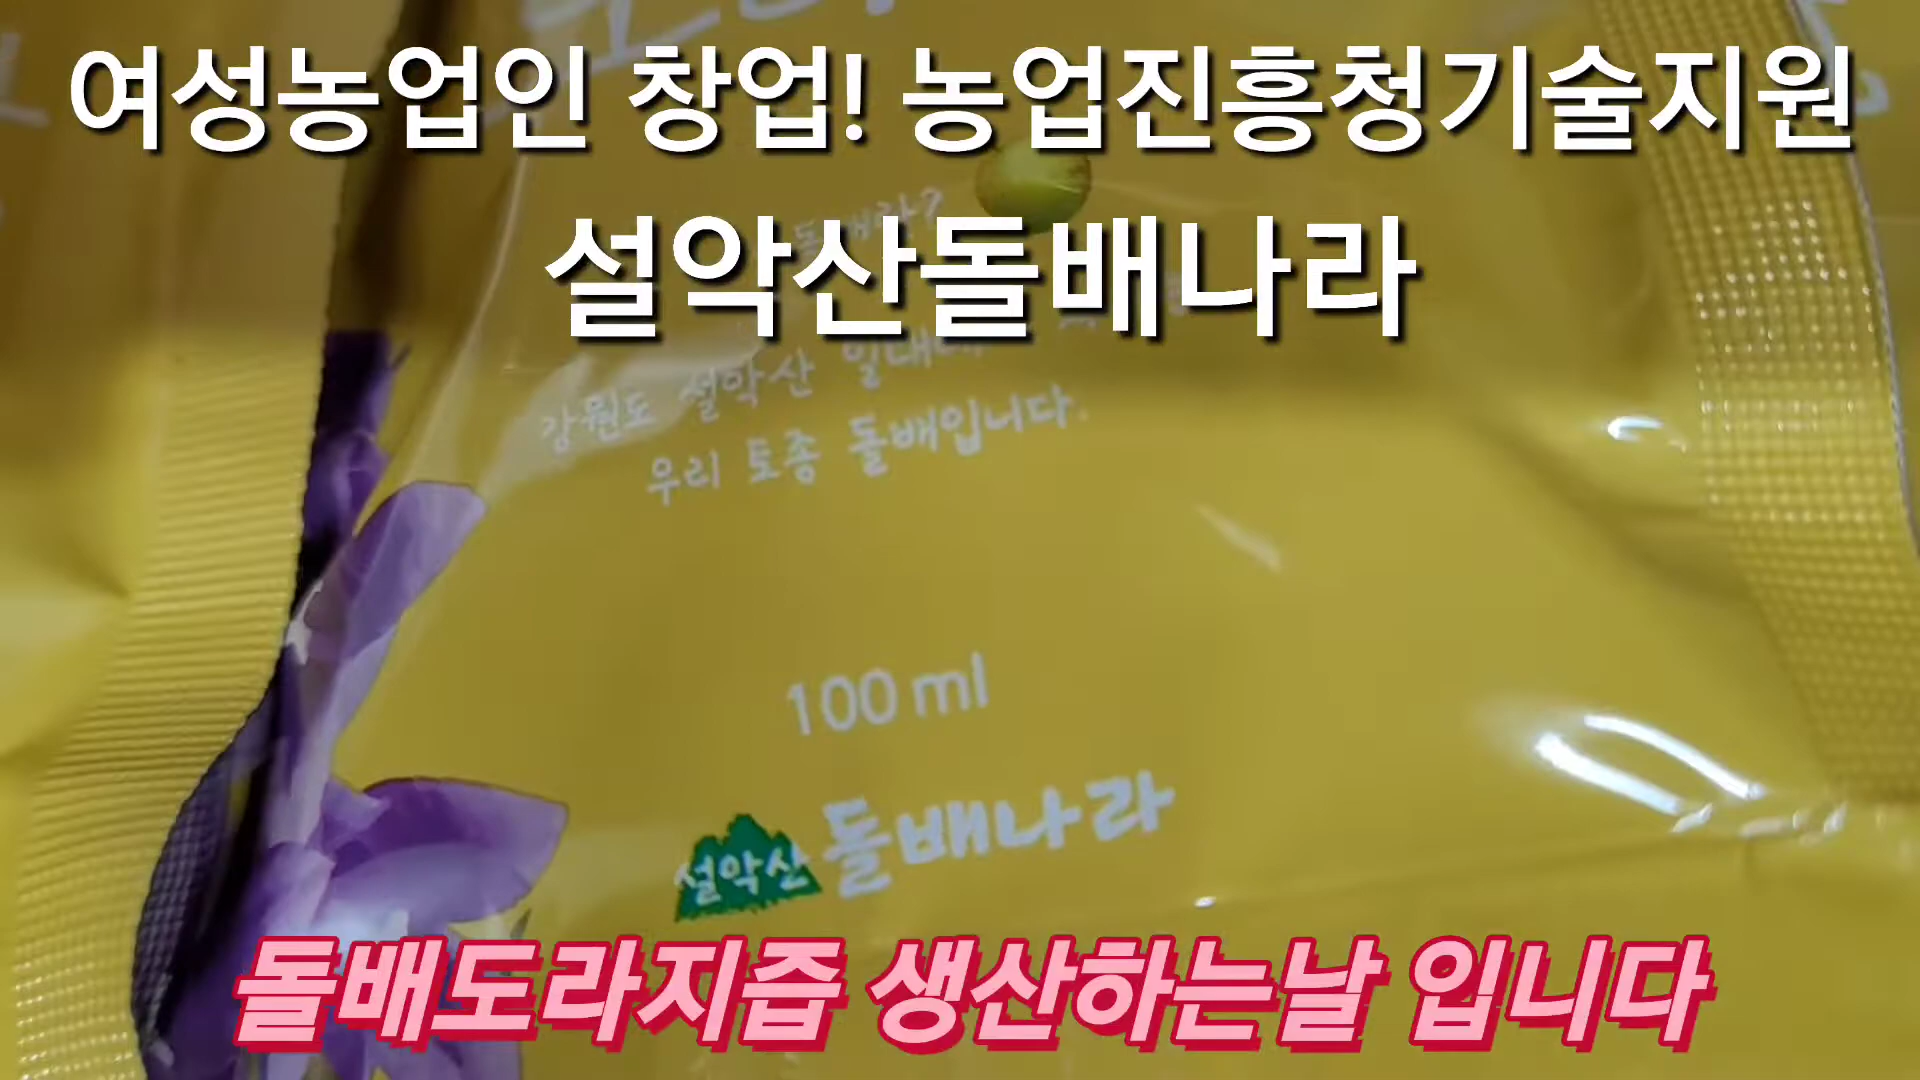 여성농업인 창업! 농업진흥청기술지원
설악산돌배나라
강원도 설악산
우리 토종 돌배입니다.
100 ml
설악산 돌배나라
돌배도라지즙 생산하는날 입니다